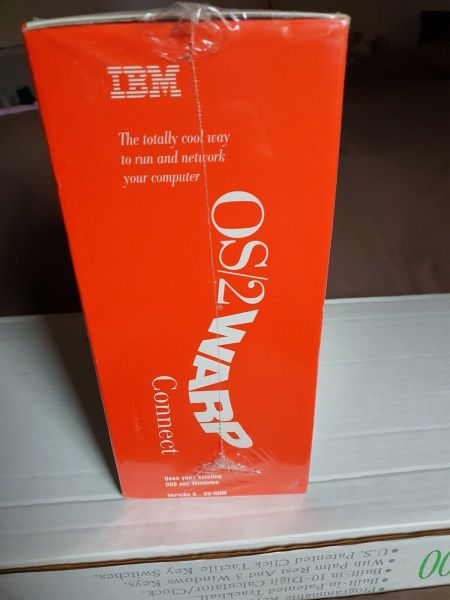 IBM
The totally cool way
to run and network
your computer
OS/2 WARP
Connect
Uses your existing
DOS and Windows
Version 3 CD-ROM
00
• U.S. Patented Click Tactile Key Switches.
• With Palm Rest And 3 Windows Keys.
• Built-in 10-Digit Calculator/Clock.